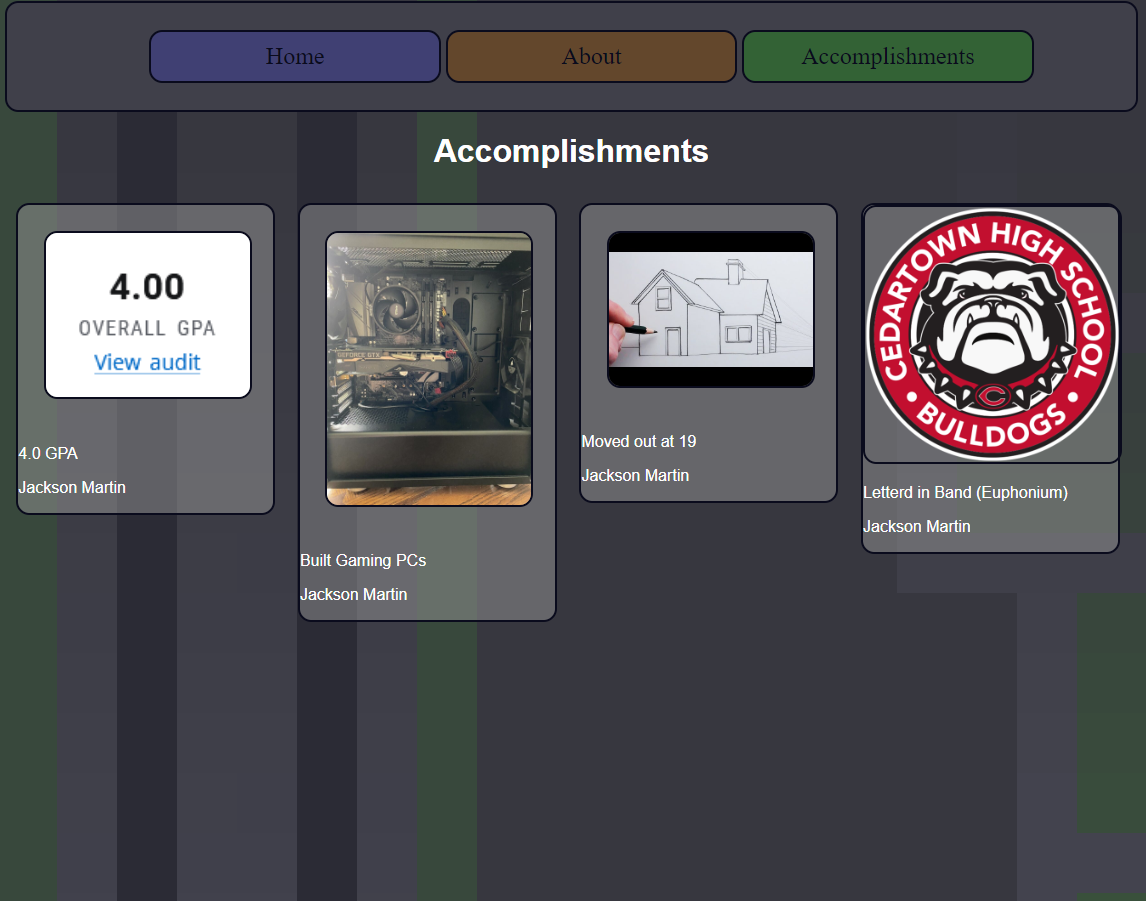 Home
About
Accomplishments
Accomplishments
4.00
OVERALL GPA
View audit
4.0 GPA
Jackson Martin
GEFORCE GTX
Built Gaming PCs
Jackson Martin
Moved out at 19
Jackson Martin
CEDARTOWN HIGH SCHOOL
C
• BULLDOGS •
Letterd in Band (Euphonium)
Jackson Martin